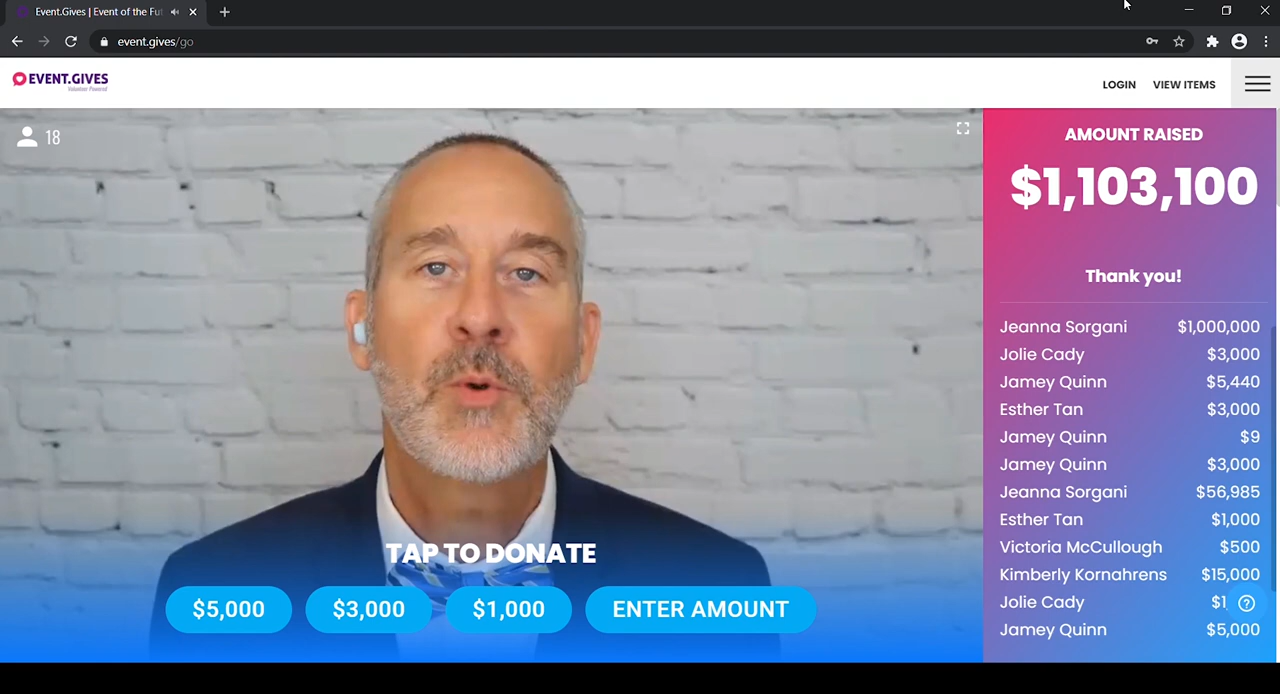 Event.Gives | Event of the Fut
event.gives/go
EVENT.GIVES
Volunteer Powered
LOGIN
VIEW ITEMS
18
AMOUNT RAISED
$1,103,100
Thank you!
Jeanna Sorgani $1,000,000
Jolie Cady $3,000
Jamey Quinn $5,440
Esther Tan $3,000
Jamey Quinn $9
Jamey Quinn $3,000
Jeanna Sorgani $56,985
Esther Tan $1,000
Victoria McCullough $500
Kimberly Kornahrens $15,000
Jolie Cady $1,
Jamey Quinn $5,000
TAP TO DONATE
$5,000 $3,000 $1,000 ENTER AMOUNT